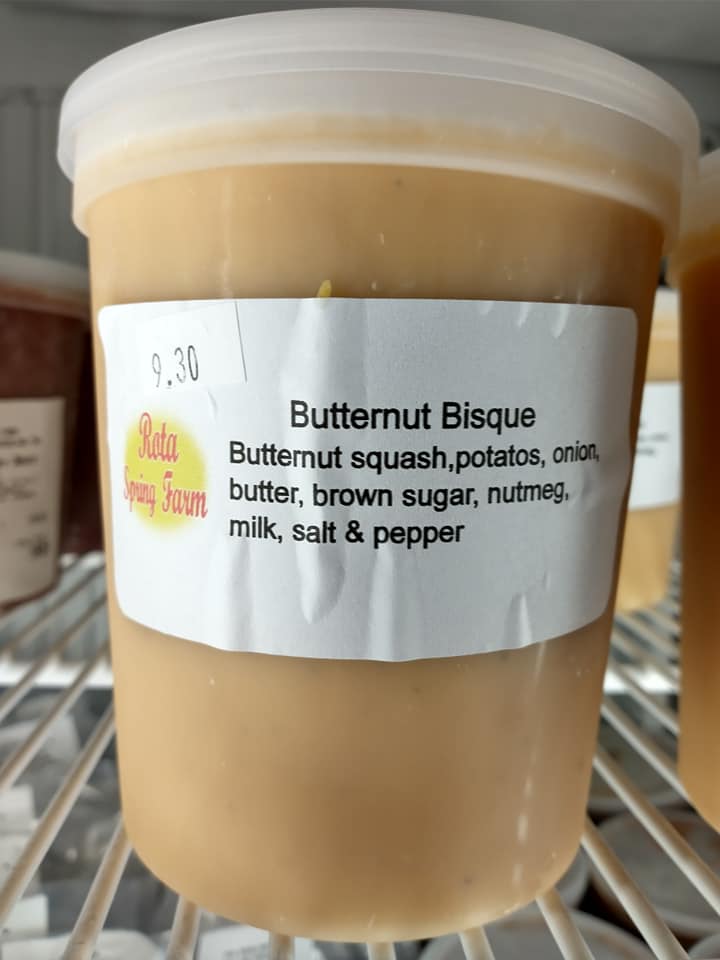 9.30
Rota
Spring Farm
Butternut Bisque
Butternut squash,potatos, onion,
butter, brown sugar, nutmeg,
milk, salt & pepper